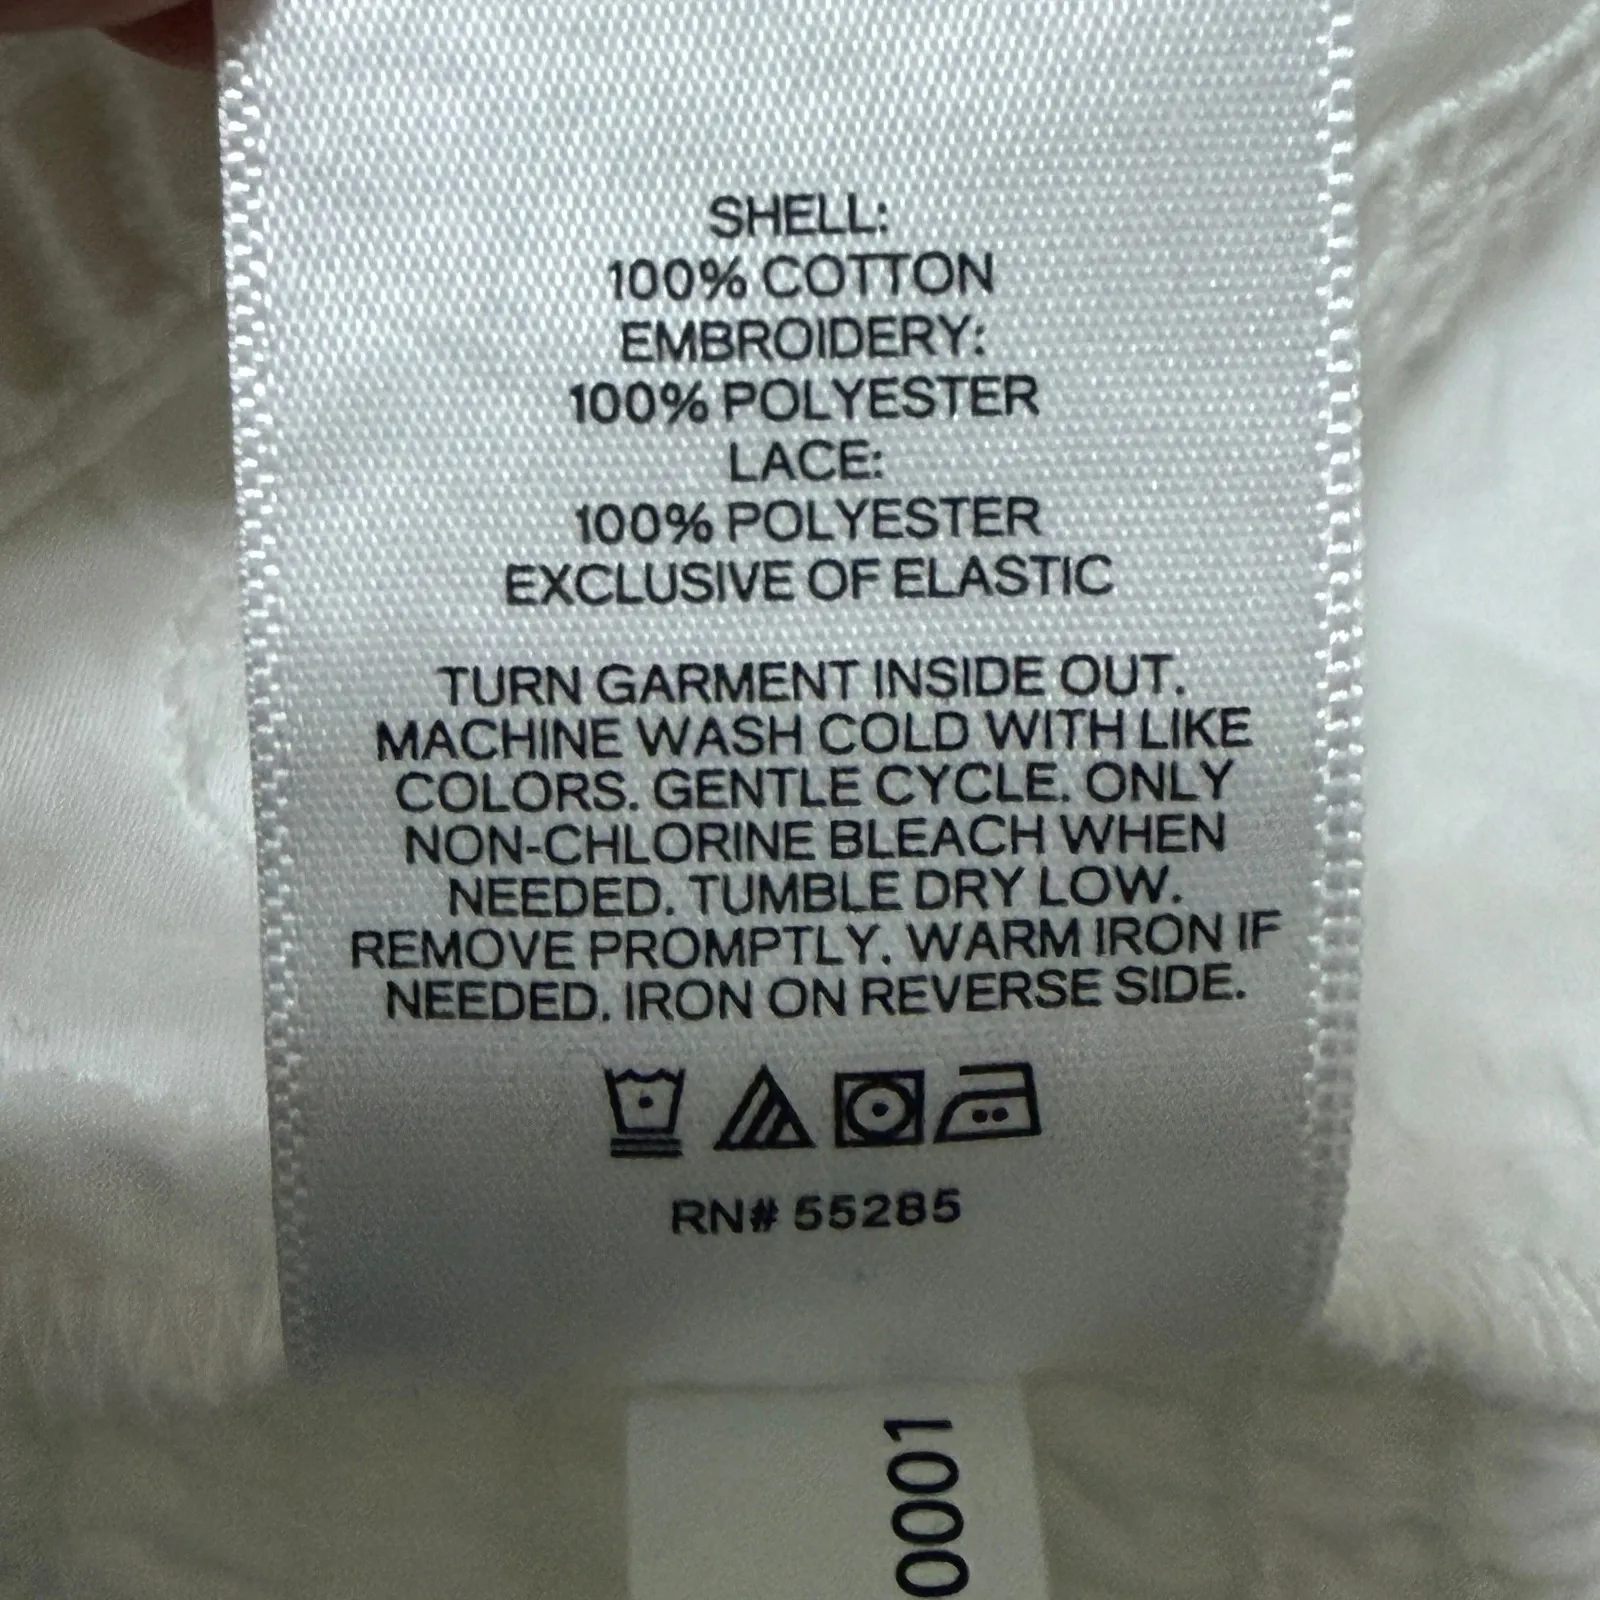 SHELL:
100% COTTON
EMBROIDERY:
100% POLYESTER
LACE:
100% POLYESTER
EXCLUSIVE OF ELASTIC
TURN GARMENT INSIDE OUT.
MACHINE WASH COLD WITH LIKE
COLORS. GENTLE CYCLE. ONLY
NON-CHLORINE BLEACH WHEN
NEEDED. TUMBLE DRY LOW.
REMOVE PROMPTLY. WARM IRON IF
NEEDED. IRON ON REVERSE SIDE.
RN# 55285
0001